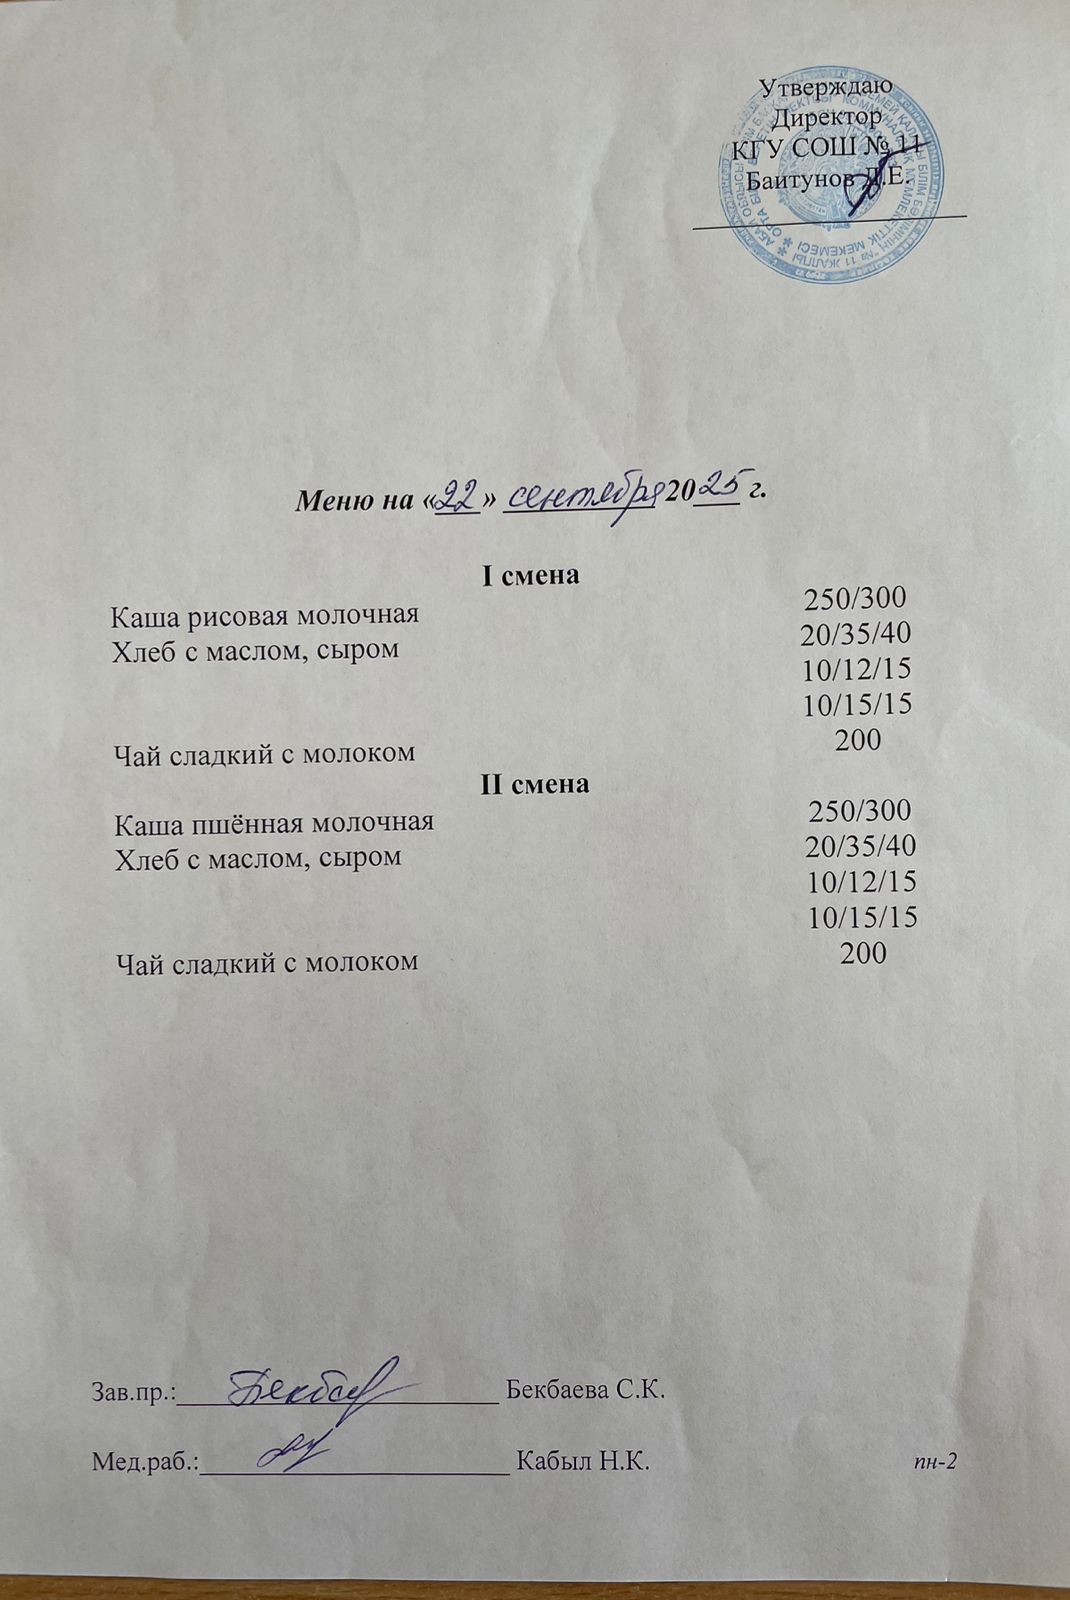 Утверждаю
Директор
КГУ СОШ № 11
Баитунов Д.Е.
Меню на «22» сентября 2025 г.
I смена
Каша рисовая молочная 250/300
Хлеб с маслом, сыром 20/35/40
10/12/15
10/15/15
Чай сладкий с молоком 200
II смена
Каша пшённая молочная 250/300
Хлеб с маслом, сыром 20/35/40
10/12/15
10/15/15
Чай сладкий с молоком 200
Зав.пр.: Бекбаева С.К.
Мед.раб.: Кабыл Н.К.
пн-2